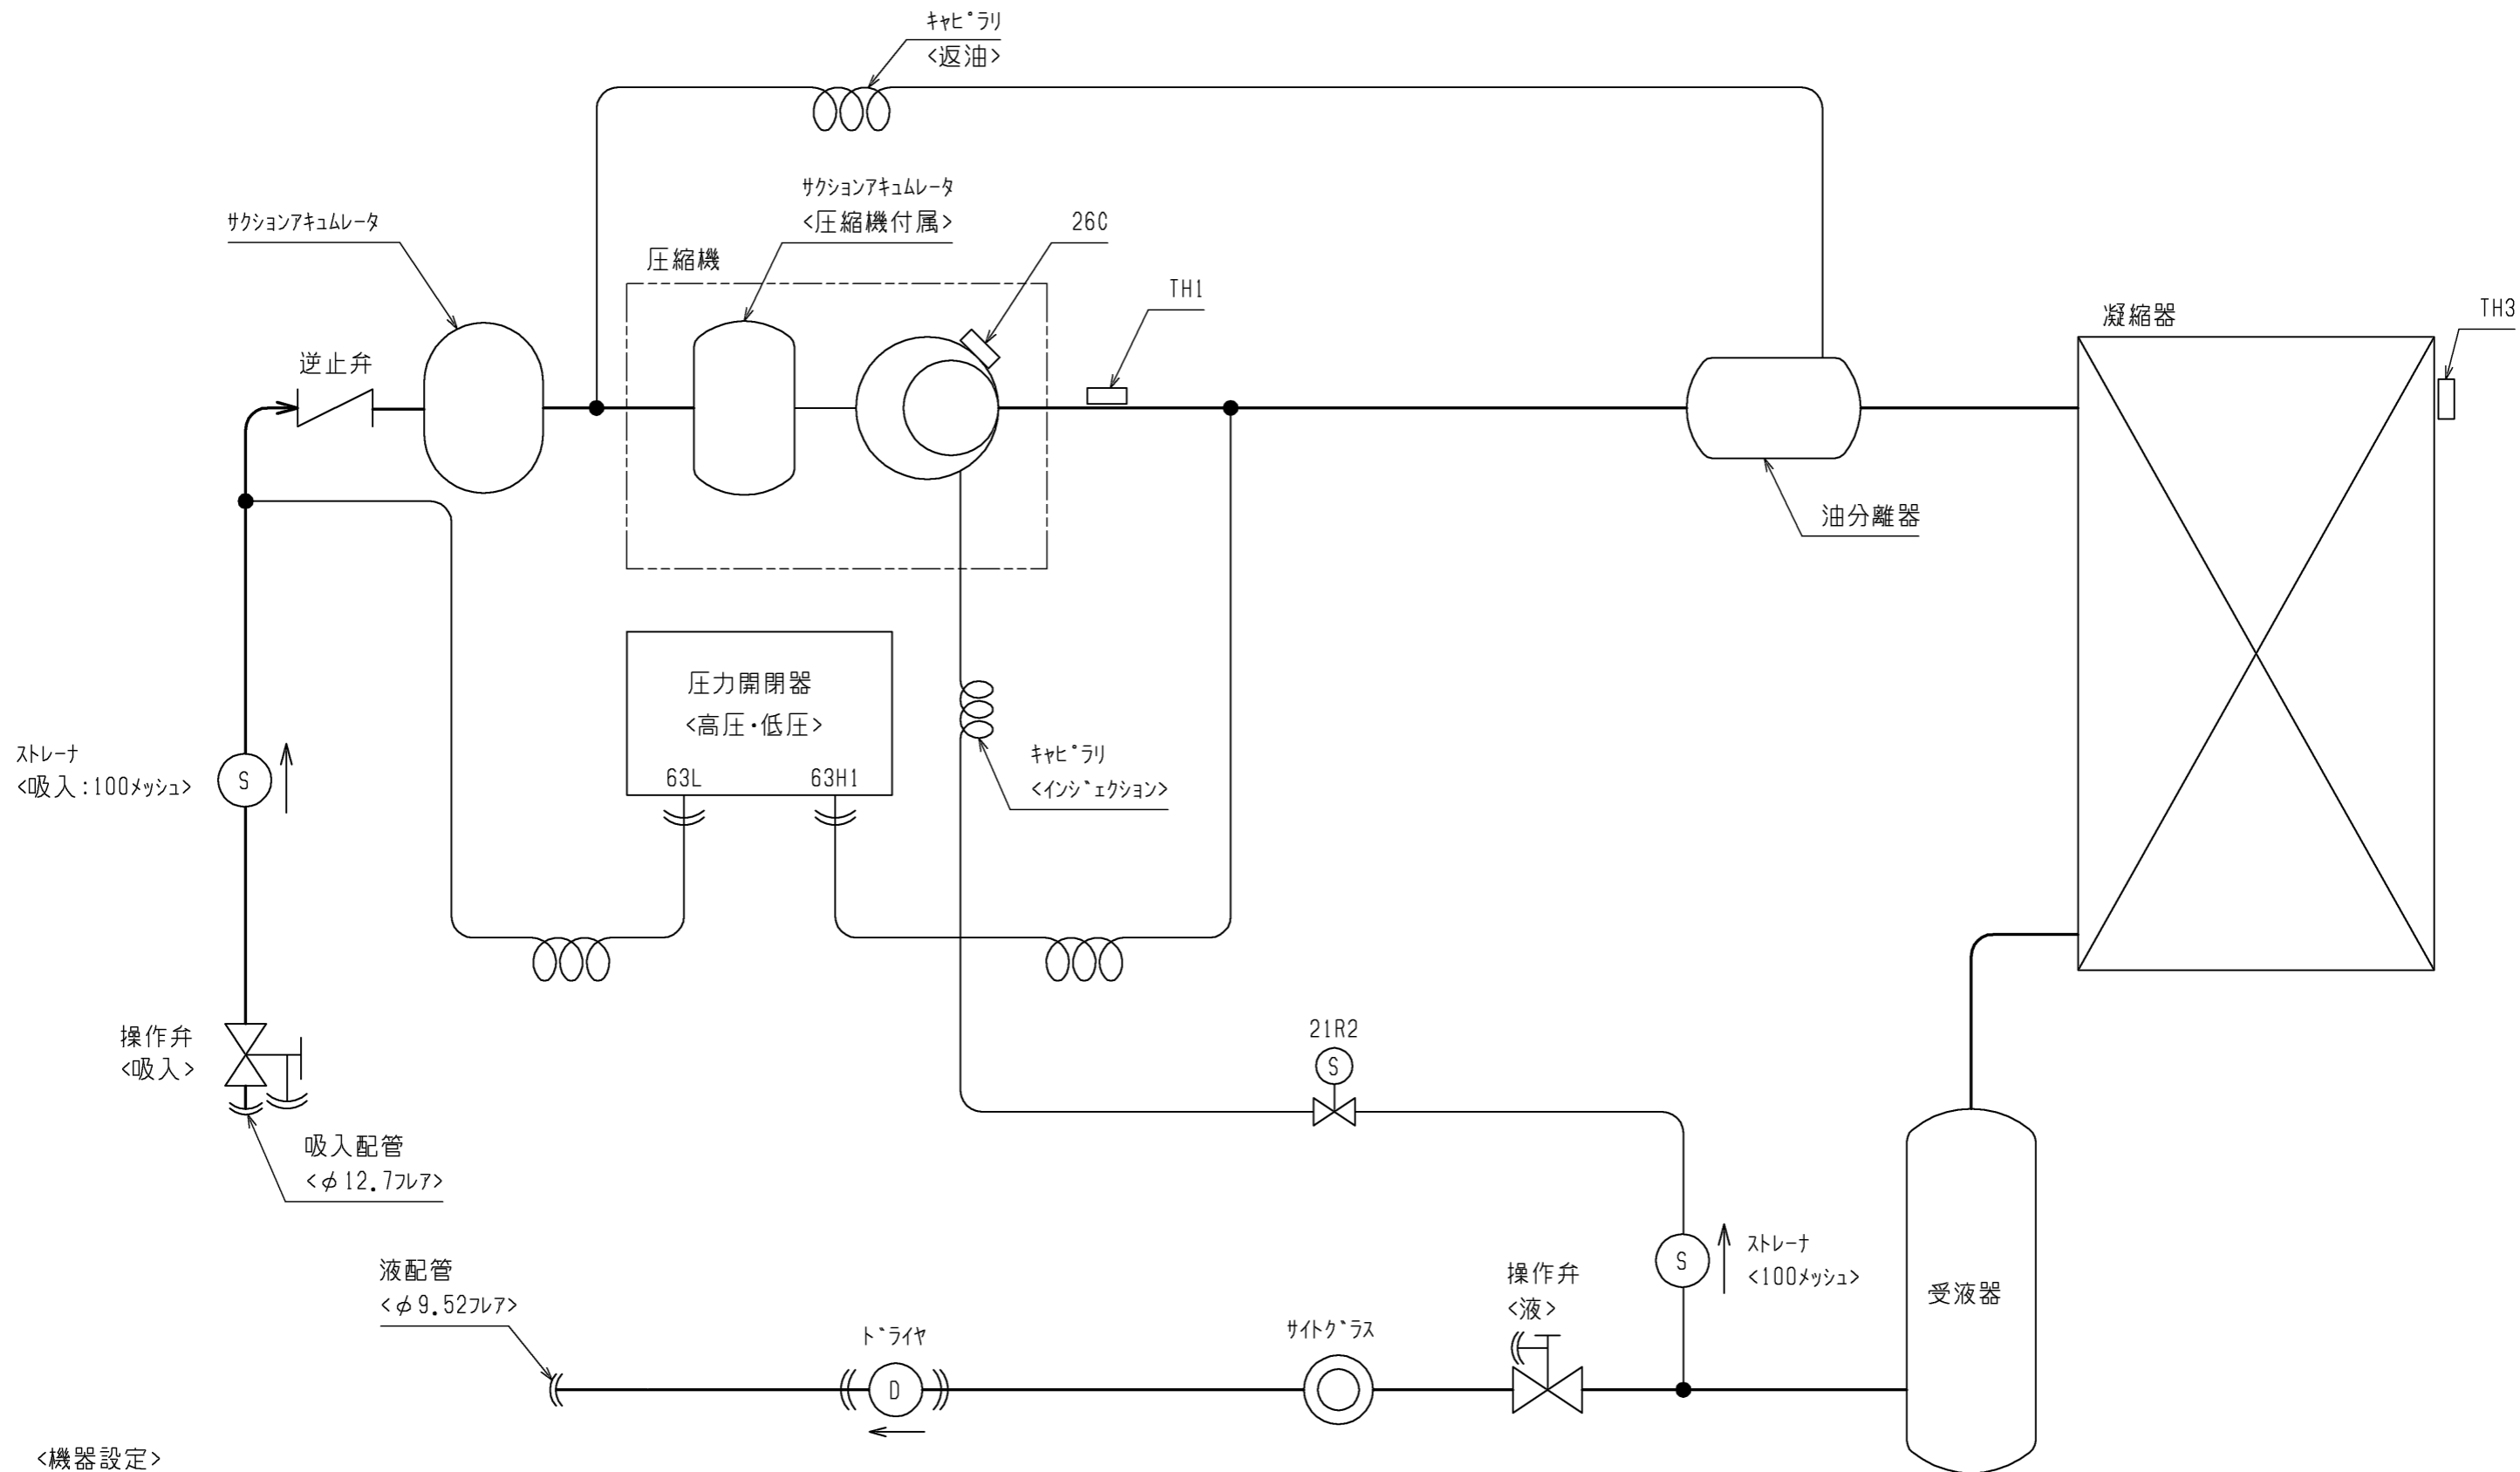 ｷｬﾋﾟﾗﾘ
<返油>
ｻｸｼｮﾝｱｷｭﾑﾚｰﾀ
<圧縮機付属>
26C
ｻｸｼｮﾝｱｷｭﾑﾚｰﾀ
圧縮機
TH1
凝縮器
TH3
逆止弁
油分離器
圧力開閉器
<高圧・低圧>
63L
63H1
ｷｬﾋﾟﾗﾘ
<ｲﾝｼﾞｪｸｼｮﾝ>
ｽﾄﾚｰﾅ
<吸入:100ﾒｯｼｭ>
S
操作弁
<吸入>
21R2
S
吸入配管
<φ12.7ﾌﾚｱ>
液配管
<φ9.52ﾌﾚｱ>
ﾄﾞﾗｲﾔ
D
ｻｲﾄｸﾞﾗｽ
操作弁
<液>
S
ｽﾄﾚｰﾅ
<100ﾒｯｼｭ>
受液器
<機器設定>